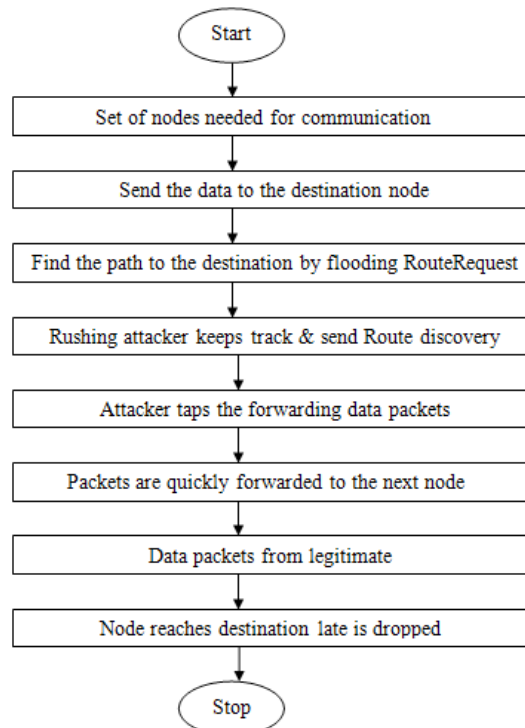 Start
Set of nodes needed for communication
Send the data to the destination node
Find the path to the destination by flooding RouteRequest
Rushing attacker keeps track & send Route discovery
Attacker taps the forwarding data packets
Packets are quickly forwarded to the next node
Data packets from legitimate
Node reaches destination late is dropped
Stop